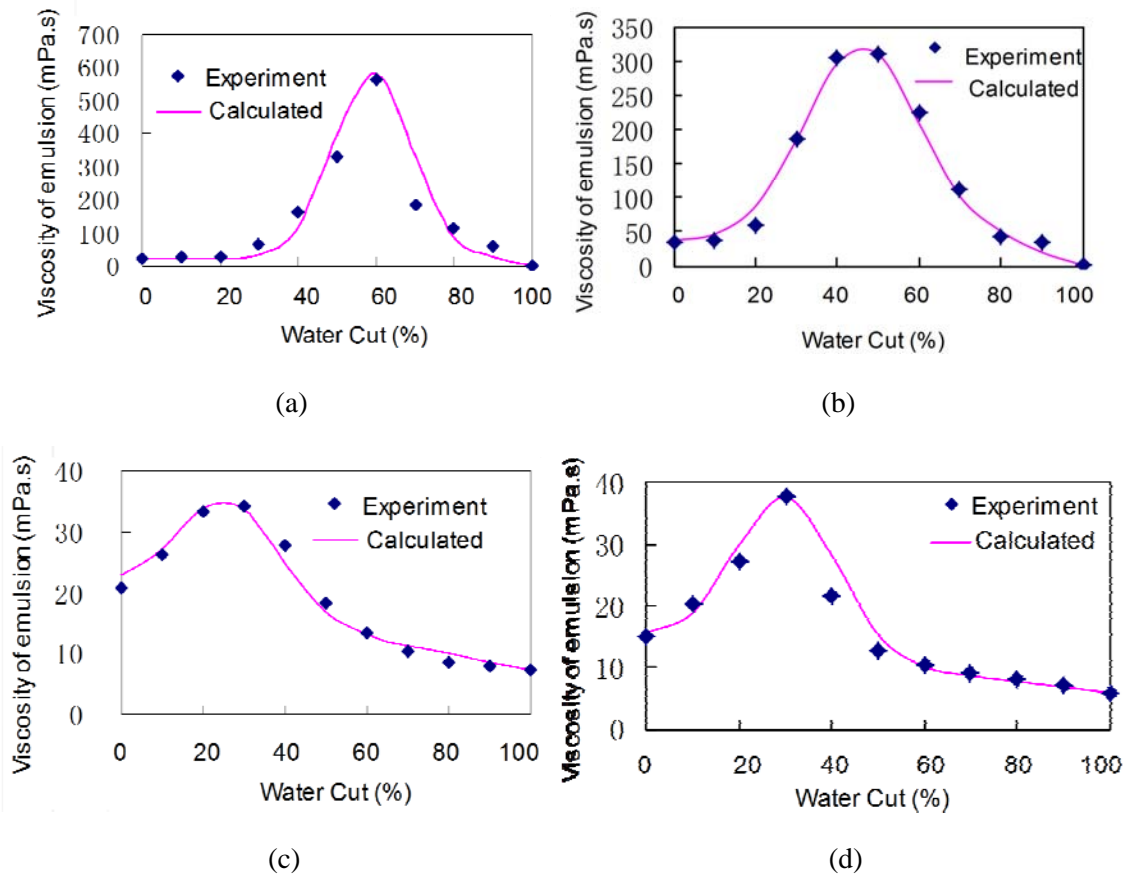 Viscosity of emulsion (mPa.s)
700
600
500
400
300
200
100
0
Experiment
Calculated
0 20 40 60 80 100
Water Cut (%)
(a)
Viscosity of emulsion (mPa.s)
350
300
250
200
150
100
50
0
Experiment
Calculated
0 20 40 60 80 100
Water Cut (%)
(b)
Viscosity of emulsion (mPa.s)
40
30
20
10
0
Experiment
Calculated
0 20 40 60 80 100
Water Cut (%)
(c)
Viscosity of emulsion (mPa.s)
40
30
20
10
0
Experiment
Calculated
0 20 40 60 80 100
Water Cut (%)
(d)